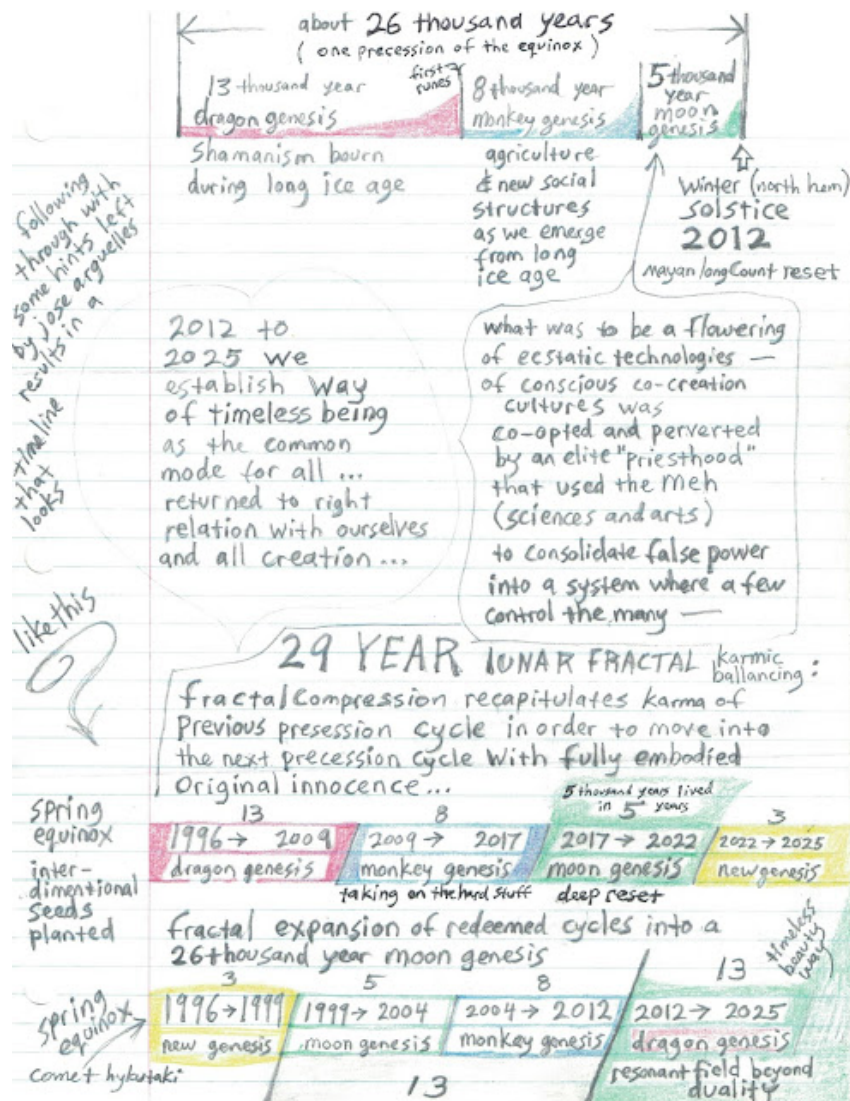 about 26 thousand years
( one precession of the equinox )
13 thousand year
dragon genesis
first
runes
8 thousand year
monkey genesis
5 thousand
year
moon
genesis
Shamanism bourn
during long ice age
agriculture
& new social
structures
as we emerge
from long
ice age
Winter (north hem)
solstice
2012
mayan long Count reset
following
through with
some hints left
by jose arguelles
results in a
timeline
that
looks
like this
2012 to
2025 we
establish way
of timeless being
as the common
mode for all ...
returned to right
relation with ourselves
and all creation ...
what was to be a flowering
of ecstatic technologies —
of conscious co-creation
cultures was
co-opted and perverted
by an elite "priesthood"
that used the meh
(sciences and arts)
to consolidate false power
into a system where a few
control the many —
29 YEAR LUNAR FRACTAL karmic
ballancing :
fractal Compression recapitulates karma of
Previous presession cycle in order to move into
the next precession cycle with fully embodied
Original innocence ...
5 thousand years lived
in 5 years
spring
equinox
inter-
dimentional
seeds
planted
13
1996 → 2009
dragon genesis
8
2009 → 2017
monkey genesis
taking on the hard stuff
2017 → 2022
moon genesis
deep reset
3
2022 → 2025
new genesis
fractal expansion of redeemed cycles into a
26 thousand year moon genesis
timeless
beauty
way
spring
equinox
comet hykutaki
3
1996 → 1999
new genesis
5
1999 → 2004
moon genesis
8
2004 → 2012
monkey genesis
13
2012 → 2025
dragon genesis
resonant field beyond
duality
13